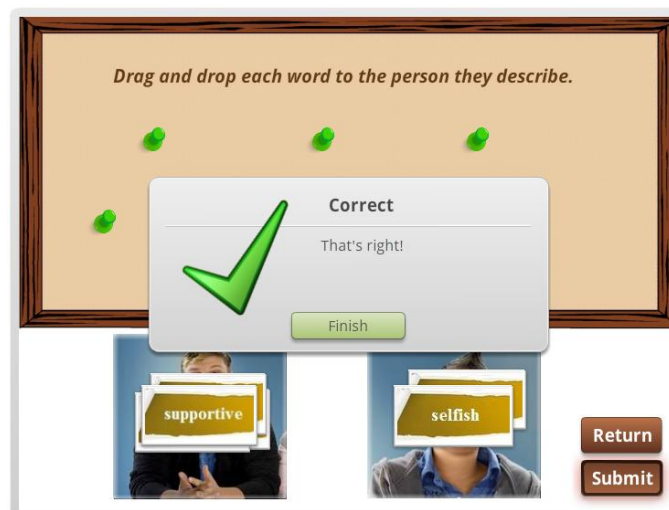 Drag and drop each word to the person they describe.
Correct
That's right!
Finish
supportive
selfish
Return
Submit